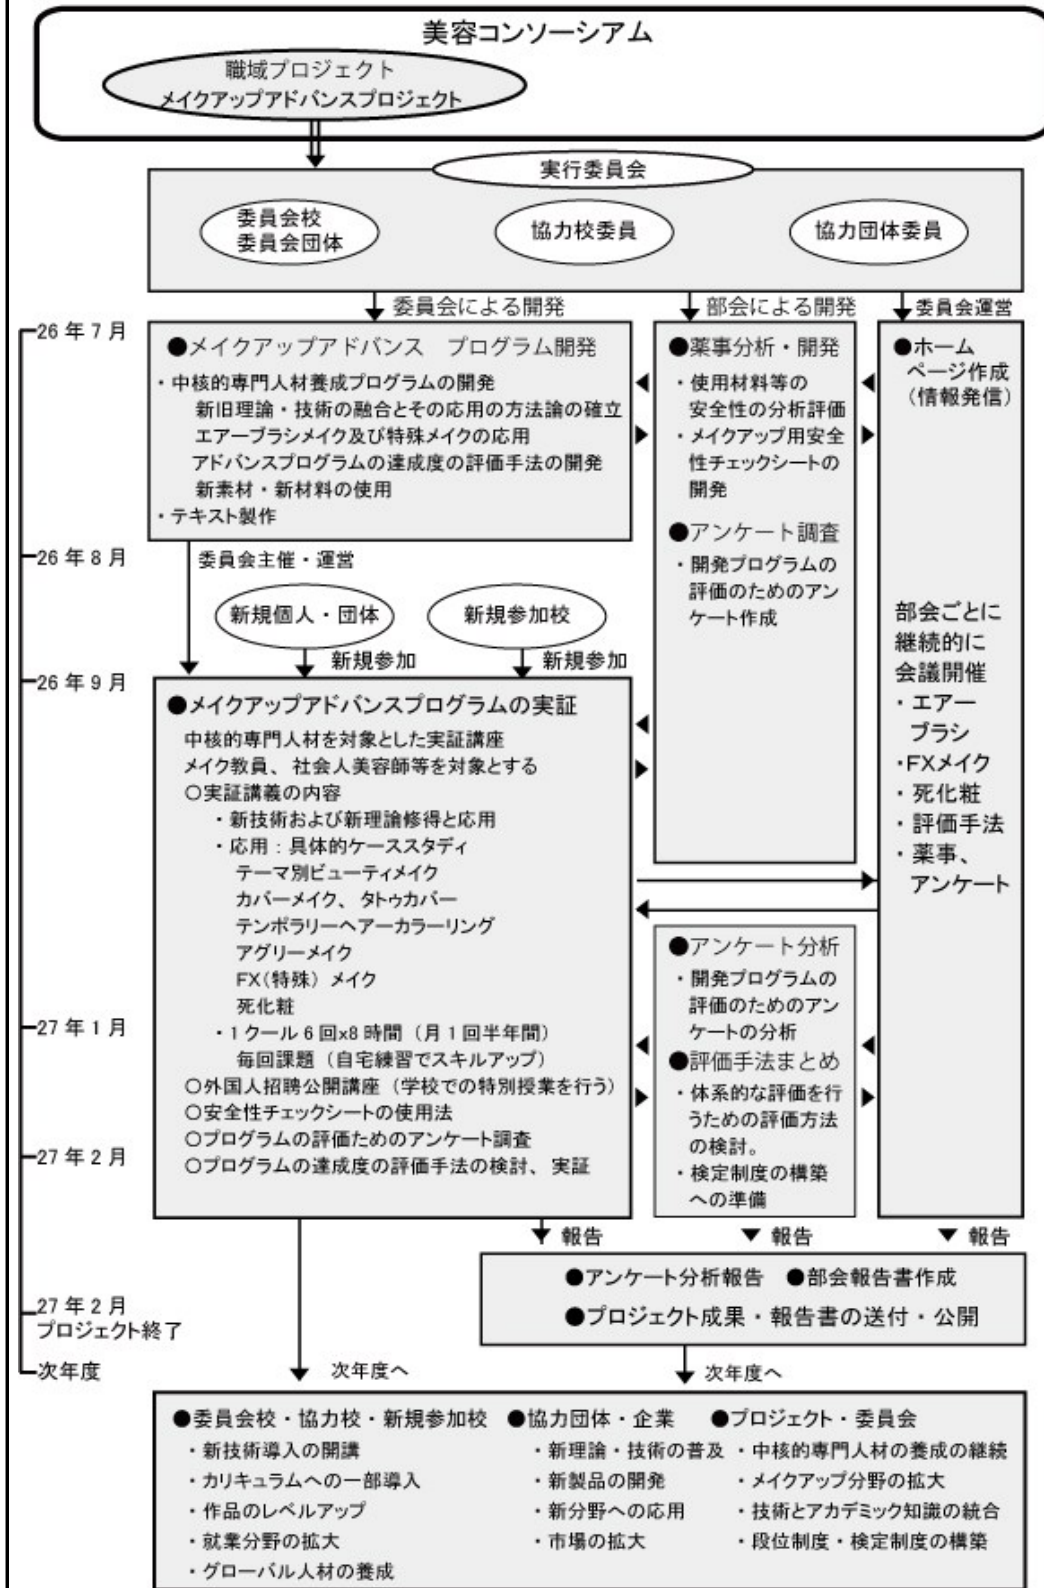 美容コンソーシアム
職域プロジェクト
メイクアップアドバンスプロジェクト
実行委員会
委員会校
委員会団体
協力校委員
協力団体委員
委員会による開発
部会による開発
委員会運営
26年7月
●メイクアップアドバンス プログラム開発
・中核的専門人材養成プログラムの開発
新旧理論・技術の融合とその応用の方法論の確立
エアーブラシメイク及び特殊メイクの応用
アドバンスプログラムの達成度の評価手法の開発
新素材・新材料の使用
・テキスト製作
●薬事分析・開発
・使用材料等の
安全性の分析評価
・メイクアップ用安全
性チェックシートの
開発
●アンケート調査
・開発プログラムの
評価のためのアン
ケート作成
●ホーム
ページ作成
(情報発信)
部会ごとに
継続的に
会議開催
・エアー
ブラシ
・FXメイク
・死化粧
・評価手法
・薬事、
アンケート
26年8月
委員会主催・運営
新規個人・団体
新規参加校
新規参加
新規参加
26年9月
●メイクアップアドバンスプログラムの実証
中核的専門人材を対象とした実証講座
メイク教員、社会人美容師等を対象とする
○実証講義の内容
・新技術および新理論修得と応用
・応用：具体的ケーススタディ
テーマ別ビューティメイク
カバーメイク、タトゥカバー
テンポラリーヘアーカラーリング
アグリーメイク
FX(特殊)メイク
死化粧
・1クール6回x8時間（月1回半年間）
毎回課題（自宅練習でスキルアップ）
○外国人招聘公開講座（学校での特別授業を行う）
○安全性チェックシートの使用法
○プログラムの評価ためのアンケート調査
○プログラムの達成度の評価手法の検討、実証
●アンケート分析
・開発プログラムの
評価のためのアン
ケートの分析
●評価手法まとめ
・体系的な評価を行
うための評価方法
の検討。
・検定制度の構築
への準備
27年1月
27年2月
報告
報告
報告
●アンケート分析報告 ●部会報告書作成
●プロジェクト成果・報告書の送付・公開
27年2月
プロジェクト終了
次年度
次年度へ
次年度へ
●委員会校・協力校・新規参加校
・新技術導入の開講
・カリキュラムへの一部導入
・作品のレベルアップ
・就業分野の拡大
・グローバル人材の養成
●協力団体・企業
・新理論・技術の普及
・新製品の開発
・新分野への応用
・市場の拡大
●プロジェクト・委員会
・中核的専門人材の養成の継続
・メイクアップ分野の拡大
・技術とアカデミック知識の統合
・段位制度・検定制度の構築